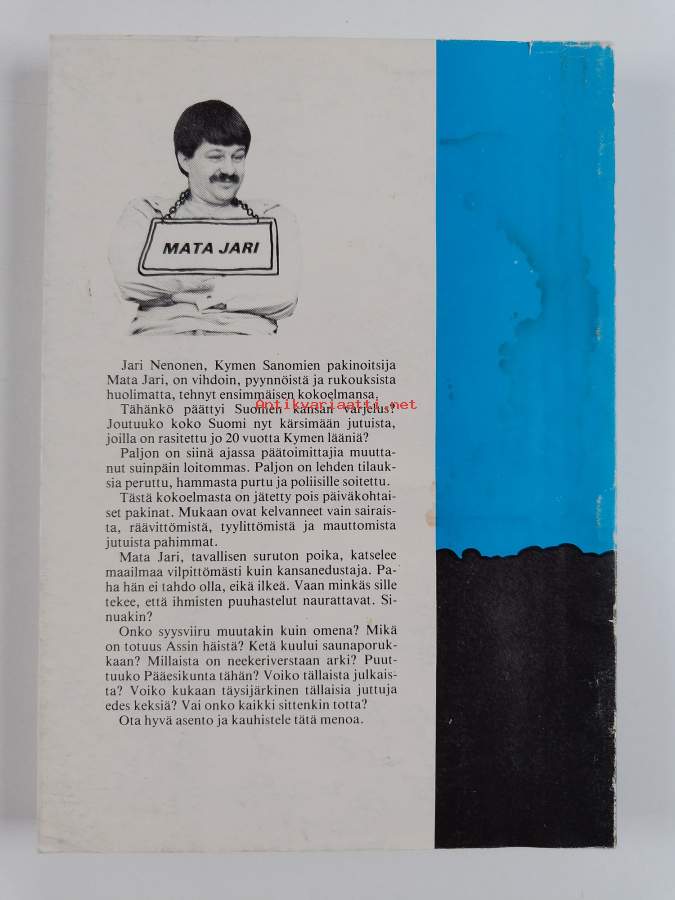 MATA JARI
Jari Nenonen, Kymen Sanomien pakinoitsija
Mata Jari, on vihdoin, pyynnöistä ja rukouksista
huolimatta, tehnyt ensimmäisen kokoelmansa.
Antikvariaatti.net
Tähänkö päättyi Suomen kansan varjelus?
Joutuuko koko Suomi nyt kärsimään jutuista,
joilla on rasitettu jo 20 vuotta Kymen lääniä?
Paljon on siinä ajassa päätoimittajia muutta-
nut suinpäin loitommas. Paljon on lehden tilauk-
sia peruttu, hammasta purtu ja poliisille soitettu.
Tästä kokoelmasta on jätetty pois päiväkohtai-
set pakinat. Mukaan ovat kelvanneet vain sairais-
ta, räävittömistä, tyylittömistä ja mauttomista
jutuista pahimmat.
Mata Jari, tavallisen suruton poika, katselee
maailmaa vilpittömästi kuin kansanedustaja. Pa-
ha hän ei tahdo olla, eikä ilkeä. Vaan minkäs sille
tekee, että ihmisten puuhastelut naurattavat. Si-
nuakin?
Onko syysviiru muutakin kuin omena? Mikä
on totuus Assin häistä? Ketä kuului saunaporuk-
kaan? Millaista on neekeriverstaan arki? Puut-
tuuko Pääesikunta tähän? Voiko tällaista julkais-
ta? Voiko kukaan täysijärkinen tällaisia juttuja
edes keksiä? Vai onko kaikki sittenkin totta?
Ota hyvä asento ja kauhistele tätä menoa.